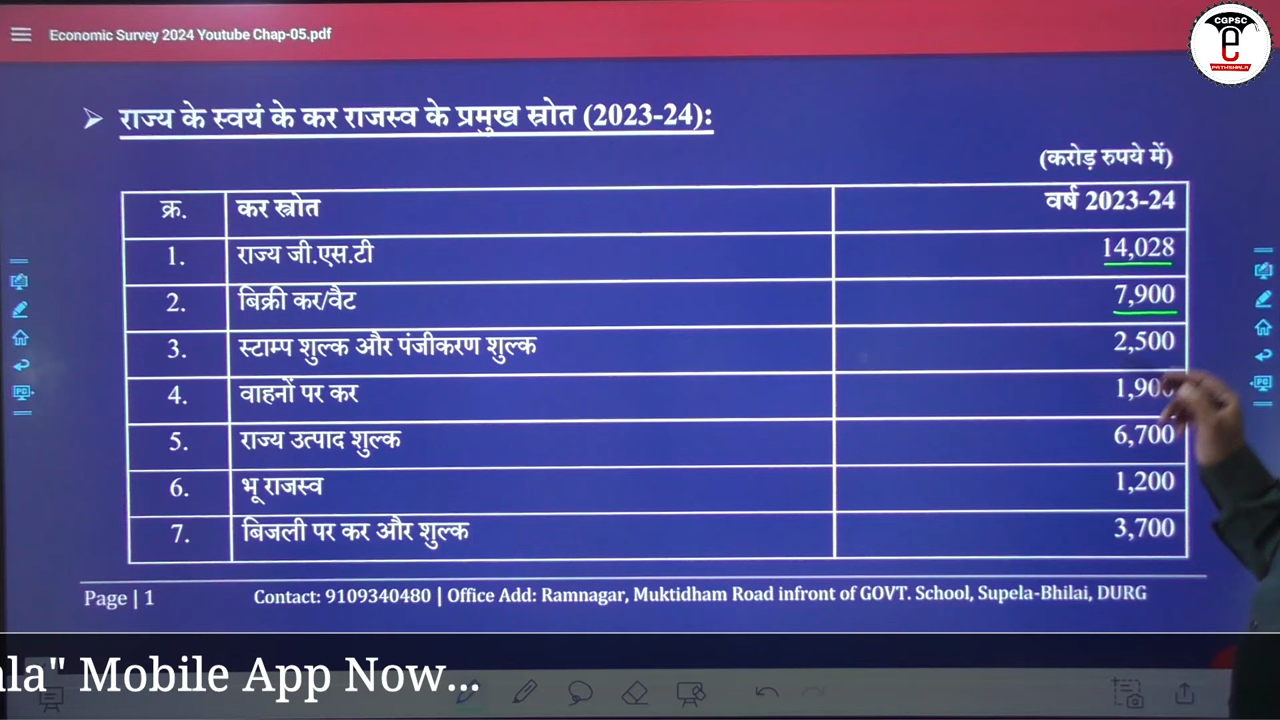 Economic Survey 2024 Youtube Chap-05.pdf
CGPSC
e
PATHSHALA
➤ राज्य के स्वयं के कर राजस्व के प्रमुख स्रोत (2023-24):
(करोड़ रुपये में)
क्र. कर स्त्रोत वर्ष 2023-24
1. राज्य जी.एस.टी 14,028
2. बिक्री कर/वैट 7,900
3. स्टाम्प शुल्क और पंजीकरण शुल्क 2,500
4. वाहनों पर कर 1,900
5. राज्य उत्पाद शुल्क 6,700
6. भू राजस्व 1,200
7. बिजली पर कर और शुल्क 3,700
Page | 1 Contact: 9109340480 | Office Add: Ramnagar, Muktidham Road infront of GOVT. School, Supela-Bhilai, DURG
ala" Mobile App Now...